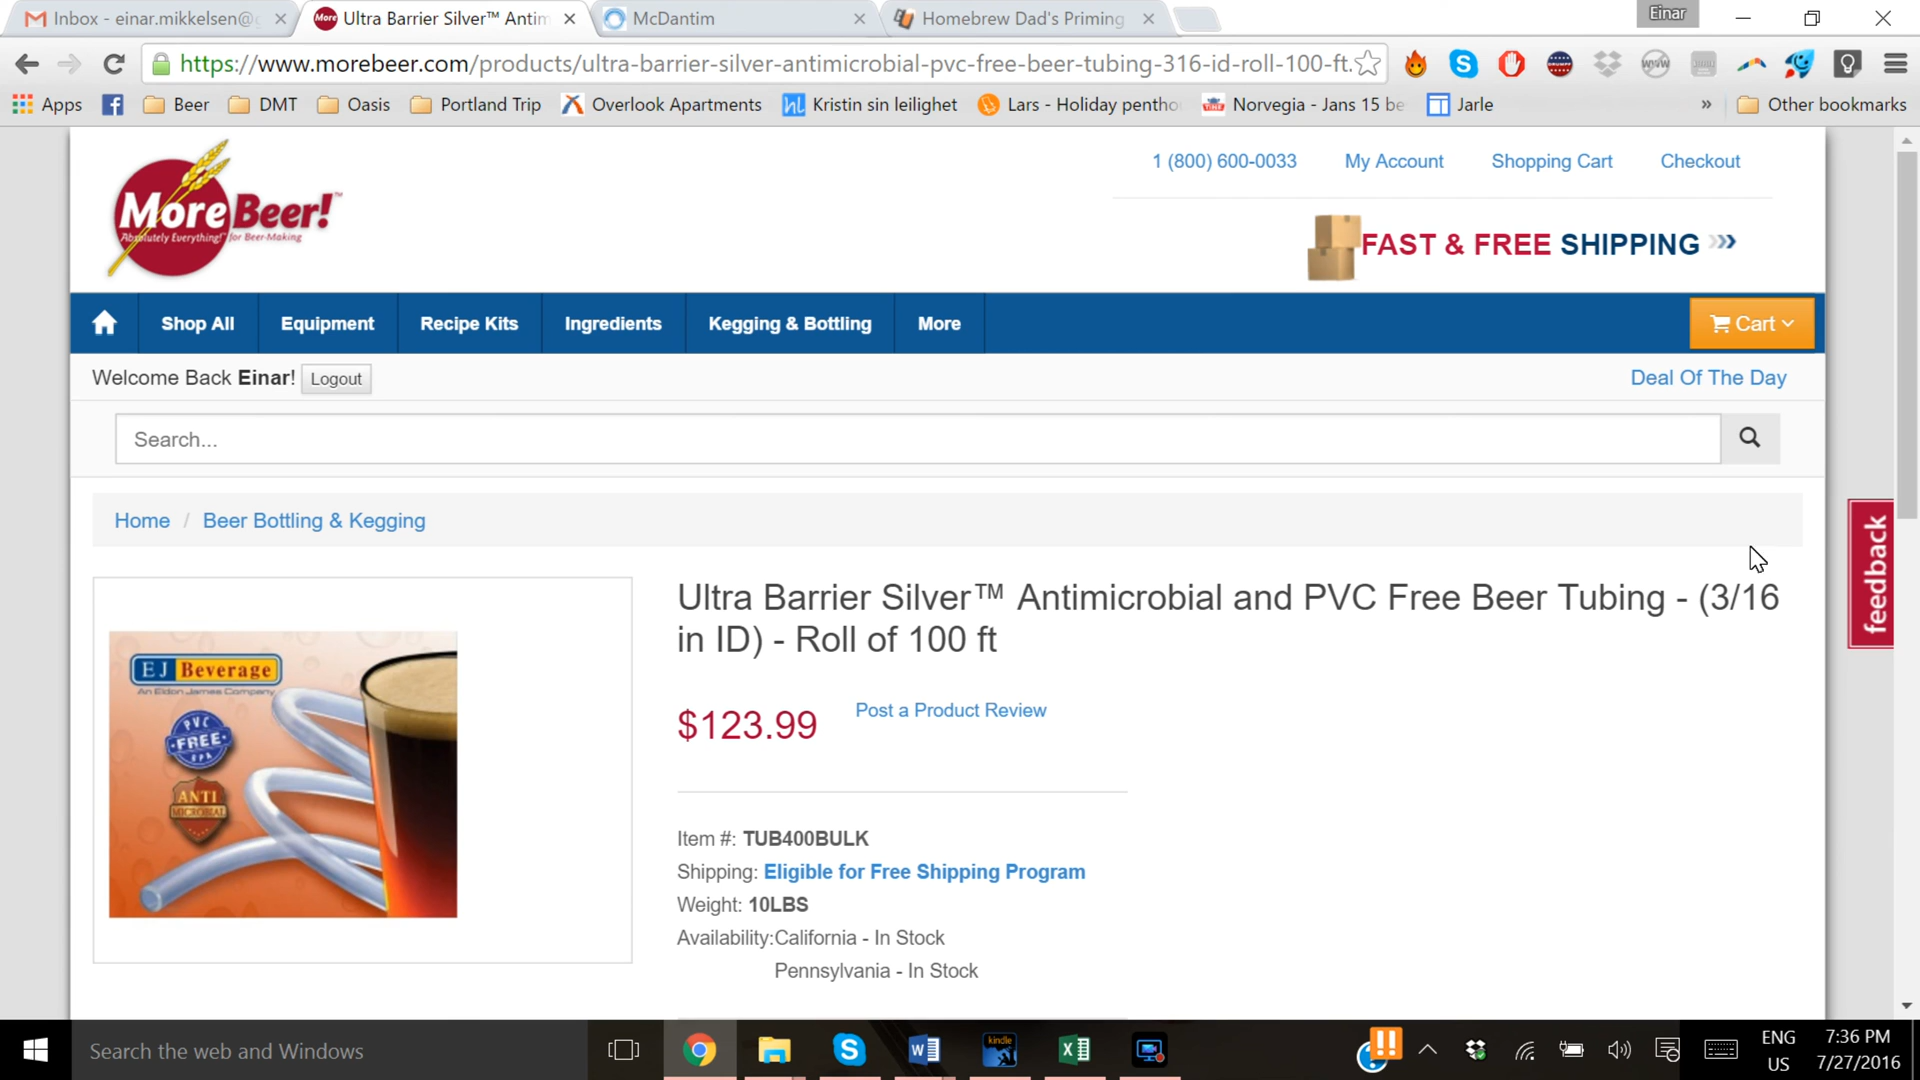 Inbox - einar.mikkelsen@g
Ultra Barrier Silver™ Antim
McDantim
Homebrew Dad's Priming
Einar
https://www.morebeer.com/products/ultra-barrier-silver-antimicrobial-pvc-free-beer-tubing-316-id-roll-100-ft.
Apps
Beer
DMT
Oasis
Portland Trip
Overlook Apartments
Kristin sin leilighet
Lars - Holiday pentho
Norvegia - Jans 15 be
Jarle
»
Other bookmarks
MoreBeer!™
Absolutely Everything!™ for Beer-Making
1 (800) 600-0033
My Account
Shopping Cart
Checkout
FAST & FREE SHIPPING
Shop All
Equipment
Recipe Kits
Ingredients
Kegging & Bottling
More
Cart
Welcome Back Einar!
Logout
Deal Of The Day
Search...
Home / Beer Bottling & Kegging
feedback
EJ Beverage
An Eldon James Company
PVC
FREE
ANTI
MICROBIAL
Ultra Barrier Silver™ Antimicrobial and PVC Free Beer Tubing - (3/16
in ID) - Roll of 100 ft
$123.99
Post a Product Review
Item #: TUB400BULK
Shipping: Eligible for Free Shipping Program
Weight: 10LBS
Availability:California - In Stock
Pennsylvania - In Stock
Search the web and Windows
kindle
ENG
US
7:36 PM
7/27/2016